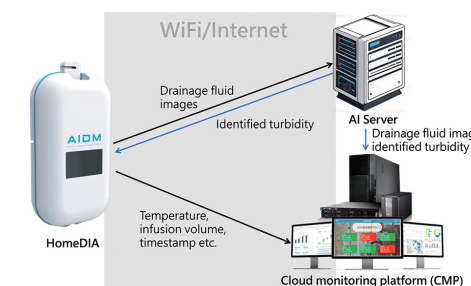 WiFi/Internet
Drainage fluid
images
Identified turbidity
AI Server
Drainage fluid
identified turbidity
AIDM
HomeDIA
Temperature,
infusion volume,
timestamp etc.
Cloud monitoring platform (CMP)